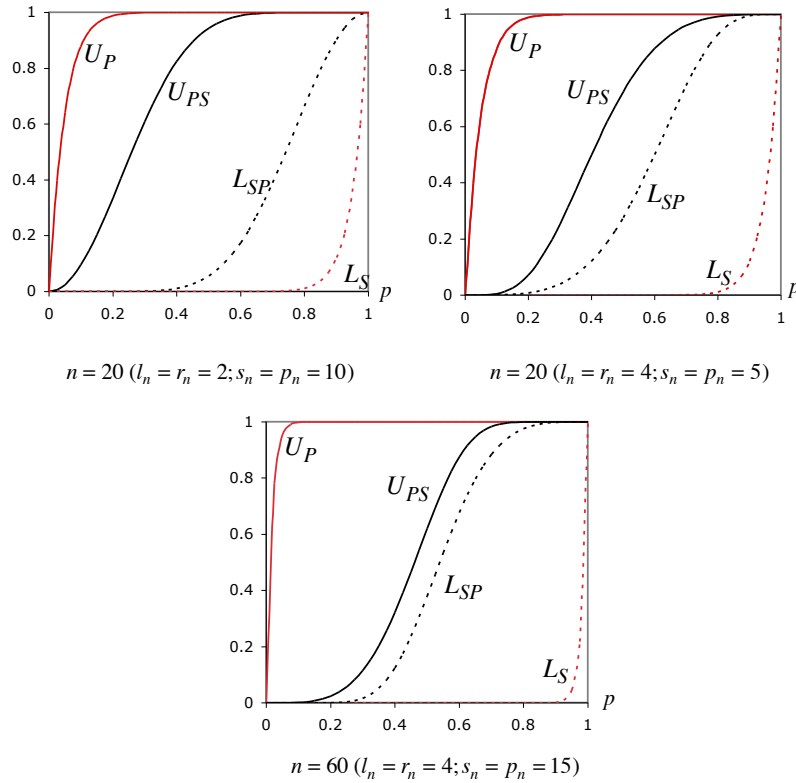 1
0.8
0.6
0.4
0.2
0
0 0.2 0.4 0.6 0.8 1
U_P
U_PS
L_SP
L_S
p
n = 20 (l_n = r_n = 2; s_n = p_n = 10)
1
0.8
0.6
0.4
0.2
0
0 0.2 0.4 0.6 0.8 1
U_P
U_PS
L_SP
L_S
p
n = 20 (l_n = r_n = 4; s_n = p_n = 5)
1
0.8
0.6
0.4
0.2
0
0 0.2 0.4 0.6 0.8 1
U_P
U_PS
L_SP
L_S
p
n = 60 (l_n = r_n = 4; s_n = p_n = 15)